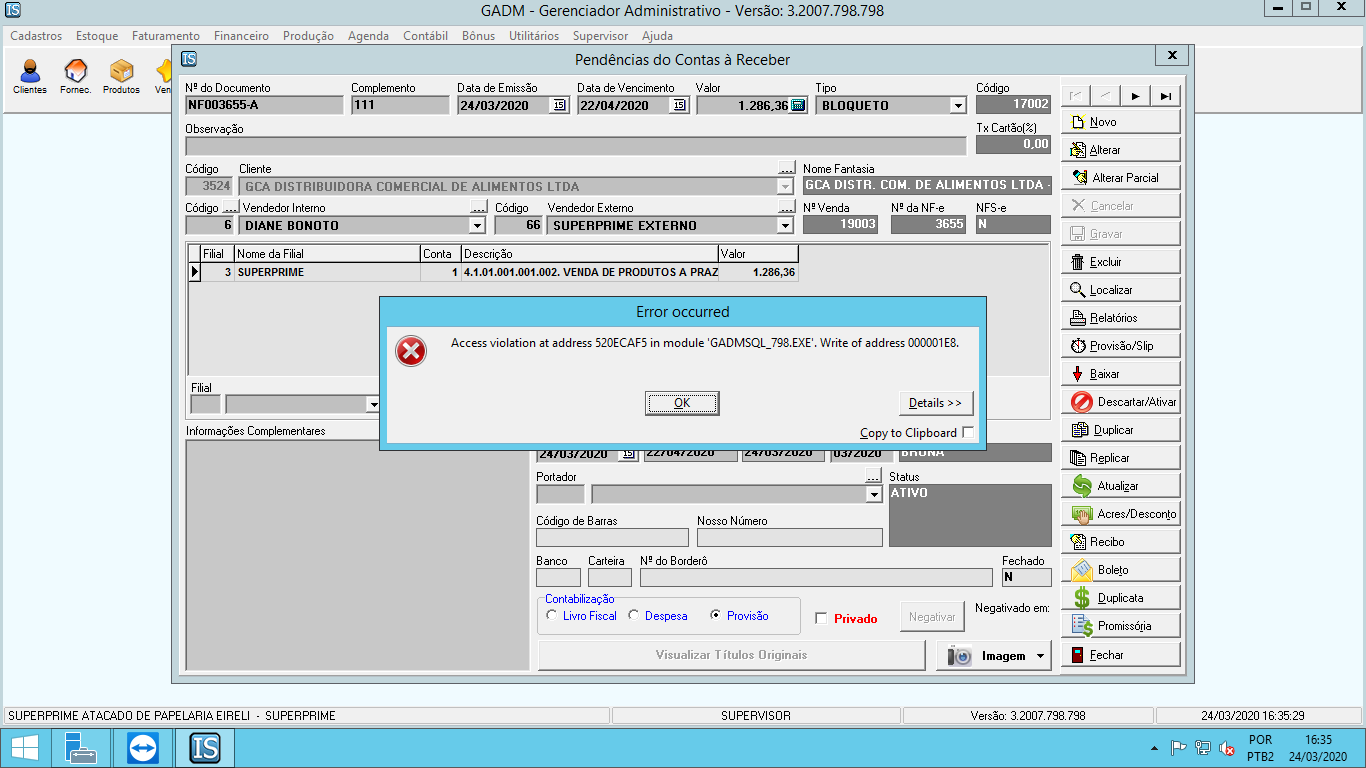 GADM - Gerenciador Administrativo - Versão: 3.2007.798.798
Cadastros Estoque Faturamento Financeiro Produção Agenda Contábil Bônus Utilitários Supervisor Ajuda
Clientes Fornec. Produtos Ven
Pendências do Contas à Receber
Nº do Documento Complemento Data de Emissão Data de Vencimento Valor Tipo Código
NF003655-A 111 24/03/2020 15 22/04/2020 15 1.286,36 BLOQUETO 17002
Observação Tx Cartão(%)
0,00
Código Cliente ... Nome Fantasia
3524 GCA DISTRIBUIDORA COMERCIAL DE ALIMENTOS LTDA GCA DISTR. COM. DE ALIMENTOS LTDA -
Código ... Vendedor Interno ... Código Vendedor Externo ... Nº Venda Nº da NF-e NFS-e
6 DIANE BONOTO 66 SUPERPRIME EXTERNO 19003 3655 N
Filial Nome da Filial Conta Descrição Valor
3 SUPERPRIME 1 4.1.01.001.001.002. VENDA DE PRODUTOS A PRAZ 1.286,36
Error occurred
Access violation at address 520ECAF5 in module 'GADMSQL_798.EXE'. Write of address 000001E8.
OK
Details >>
Copy to Clipboard
Filial
Informações Complementares
24/03/2020 15 22/04/2020 24/03/2020 03/2020 BRUNA
Portador ... Status
ATIVO
Código de Barras Nosso Número
Banco Carteira Nº do Borderô Fechado
N
Contabilização
Livro Fiscal Despesa Provisão
Privado
Negativar
Negativado em:
Visualizar Títulos Originais
Imagem
Novo
Alterar
Alterar Parcial
Cancelar
Gravar
Excluir
Localizar
Relatórios
Provisão/Slip
Baixar
Descartar/Ativar
Duplicar
Replicar
Atualizar
Acres/Desconto
Recibo
Boleto
Duplicata
Promissória
Fechar
SUPERPRIME ATACADO DE PAPELARIA EIRELI - SUPERPRIME SUPERVISOR Versão: 3.2007.798.798 24/03/2020 16:35:29
IS
POR 16:35
PTB2 24/03/2020